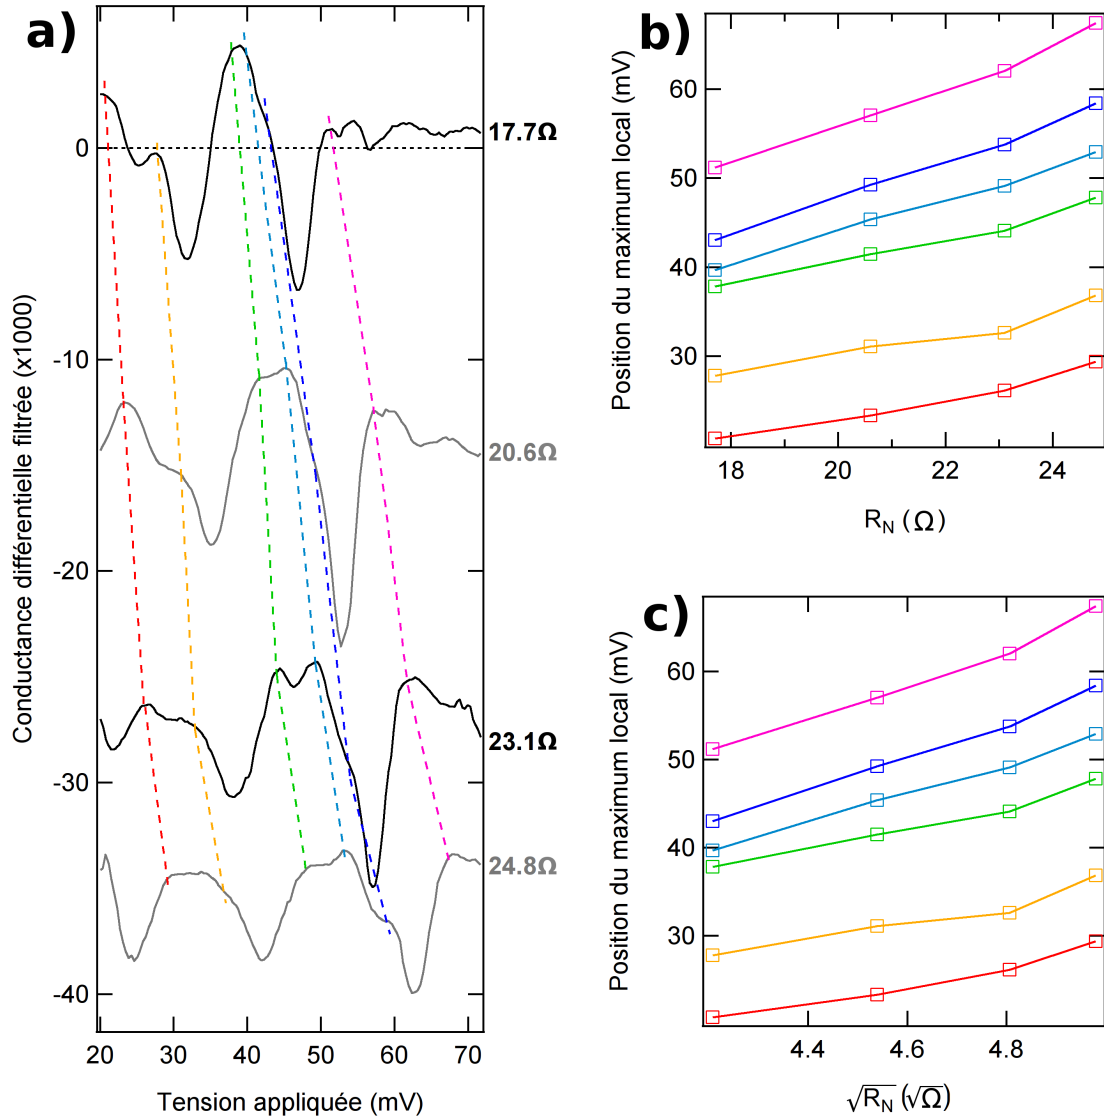 a)
Conductance différentielle filtrée (x1000)
0
-10
-20
-30
-40
17.7Ω
20.6Ω
23.1Ω
24.8Ω
20 30 40 50 60 70
Tension appliquée (mV)
b)
Position du maximum local (mV)
60
50
40
30
18 20 22 24
R_N (Ω)
c)
Position du maximum local (mV)
60
50
40
30
4.4 4.6 4.8
√R_N (√Ω)